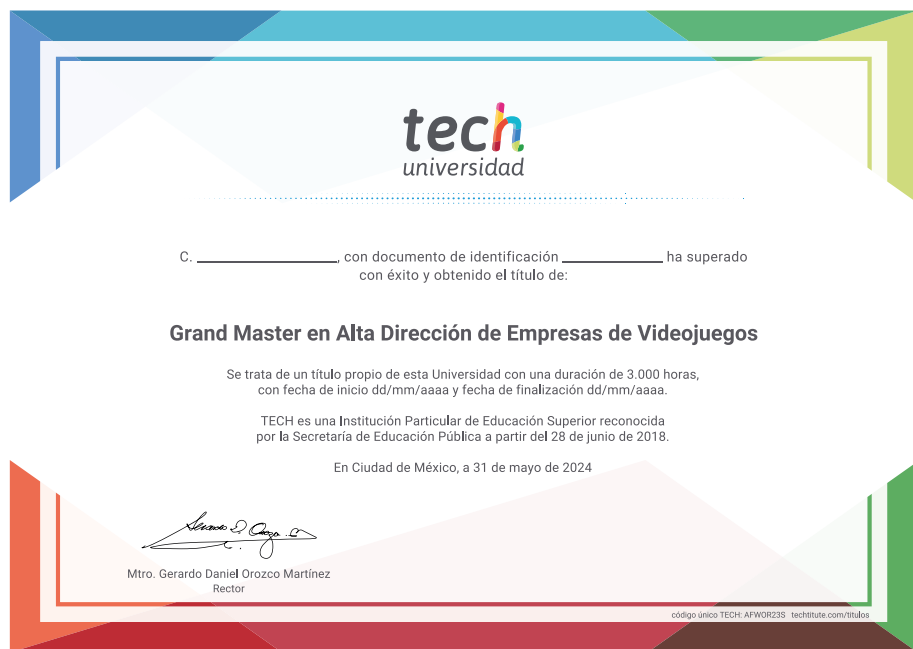 tech
universidad
C. ____________, con documento de identificación ____________ ha superado
con éxito y obtenido el título de:
Grand Master en Alta Dirección de Empresas de Videojuegos
Se trata de un título propio de esta Universidad con una duración de 3.000 horas,
con fecha de inicio dd/mm/aaaa y fecha de finalización dd/mm/aaaa.
TECH es una Institución Particular de Educación Superior reconocida
por la Secretaría de Educación Pública a partir del 28 de junio de 2018.
En Ciudad de México, a 31 de mayo de 2024
Mtro. Gerardo Daniel Orozco Martínez
Rector
código único TECH: AFWOR23S techtitute.com/titulos